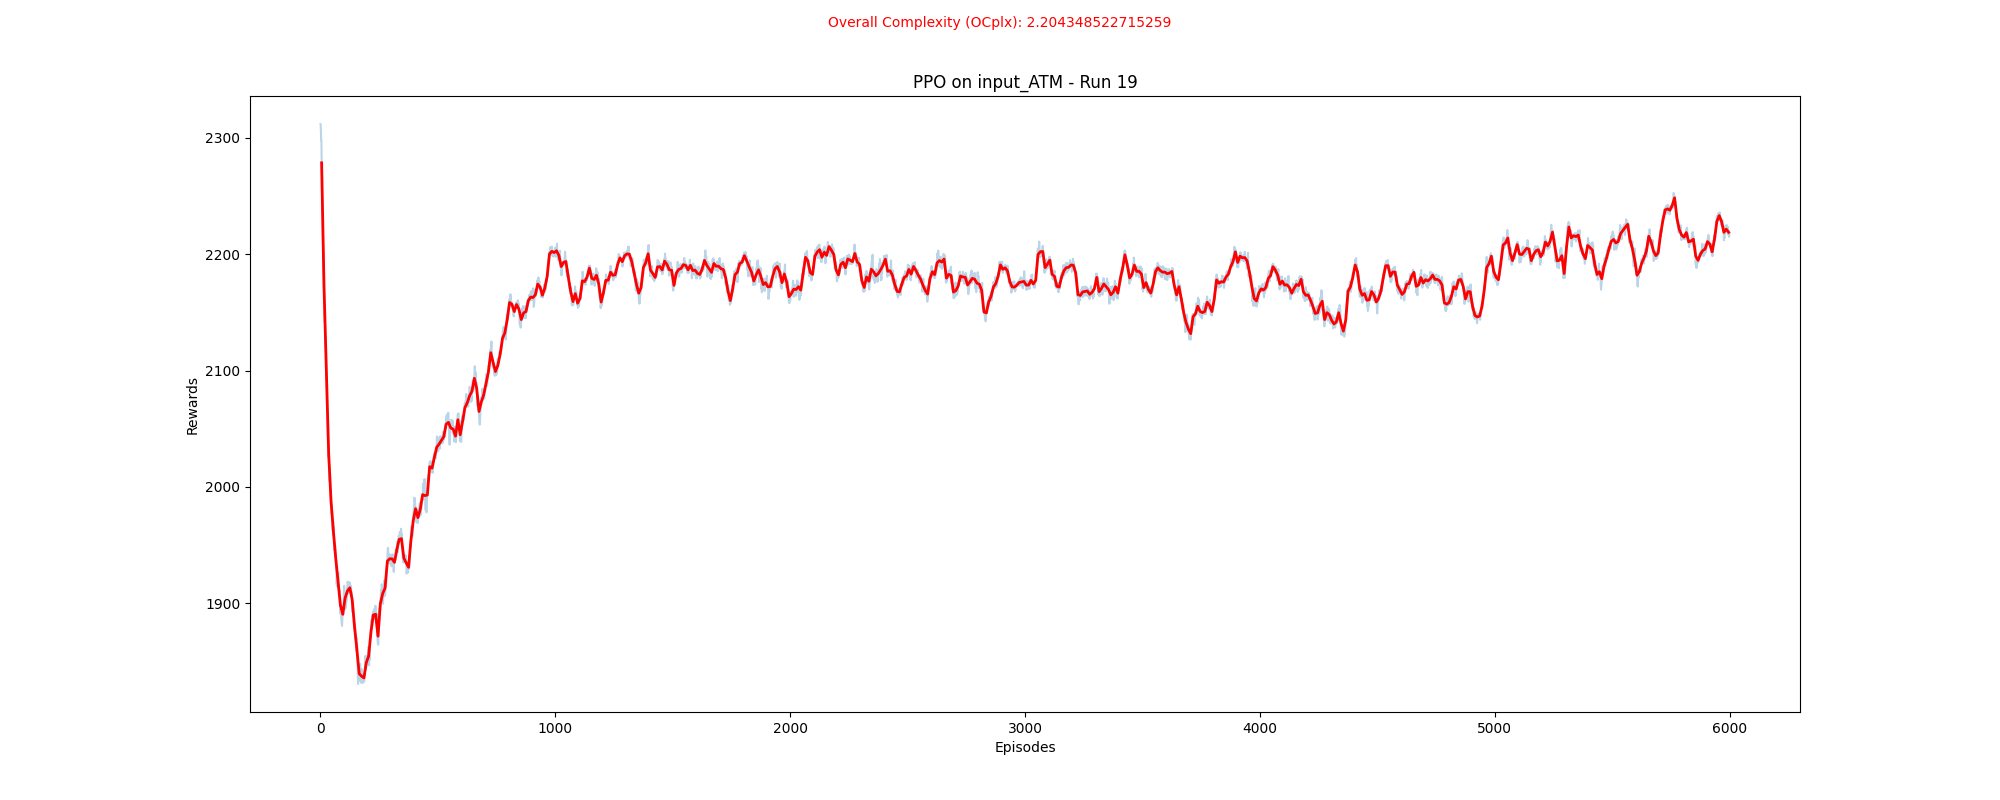 Overall Complexity (OCplx): 2.204348522715259
PPO on input_ATM - Run 19
2300
2200
2100
2000
1900
Rewards
0 1000 2000 3000 4000 5000 6000
Episodes